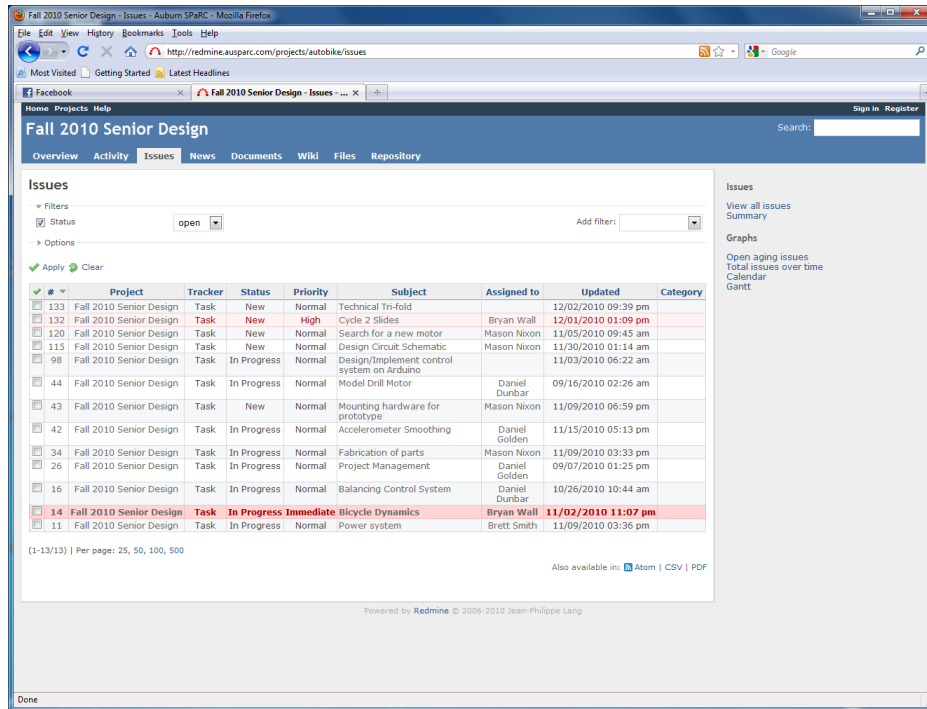 Fall 2010 Senior Design - Issues - Auburn SPaRC - Mozilla Firefox
File Edit View History Bookmarks Tools Help
http://redmine.ausparc.com/projects/autobike/issues
Google
Most Visited Getting Started Latest Headlines
Facebook
Fall 2010 Senior Design - Issues - ...
Home Projects Help
Sign in Register
Fall 2010 Senior Design
Search:
Overview Activity Issues News Documents Wiki Files Repository
Issues
Filters
Status open Add filter:
Options
Apply Clear
# Project Tracker Status Priority Subject Assigned to Updated Category
133 Fall 2010 Senior Design Task New Normal Technical Tri-fold 12/02/2010 09:39 pm
132 Fall 2010 Senior Design Task New High Cycle 2 Slides Bryan Wall 12/01/2010 01:09 pm
120 Fall 2010 Senior Design Task New Normal Search for a new motor Mason Nixon 11/05/2010 09:45 am
115 Fall 2010 Senior Design Task New Normal Design Circuit Schematic Mason Nixon 11/30/2010 01:14 am
98 Fall 2010 Senior Design Task In Progress Normal Design/Implement control 11/03/2010 06:22 am
system on Arduino
44 Fall 2010 Senior Design Task In Progress Normal Model Drill Motor Daniel 09/16/2010 02:26 am
Dunbar
43 Fall 2010 Senior Design Task New Normal Mounting hardware for Mason Nixon 11/09/2010 06:59 pm
prototype
42 Fall 2010 Senior Design Task In Progress Normal Accelerometer Smoothing Daniel 11/15/2010 05:13 pm
Golden
34 Fall 2010 Senior Design Task In Progress Normal Fabrication of parts Mason Nixon 11/09/2010 03:33 pm
26 Fall 2010 Senior Design Task In Progress Normal Project Management Daniel 09/07/2010 01:25 pm
Golden
16 Fall 2010 Senior Design Task In Progress Normal Balancing Control System Daniel 10/26/2010 10:44 am
Dunbar
14 Fall 2010 Senior Design Task In Progress Immediate Bicycle Dynamics Bryan Wall 11/02/2010 11:07 pm
11 Fall 2010 Senior Design Task In Progress Normal Power system Brett Smith 11/09/2010 03:36 pm
(1-13/13) | Per page: 25, 50, 100, 500
Also available in: Atom | CSV | PDF
Issues
View all issues
Summary
Graphs
Open aging issues
Total issues over time
Calendar
Gantt
Powered by Redmine © 2006-2010 Jean-Philippe Lang
Done